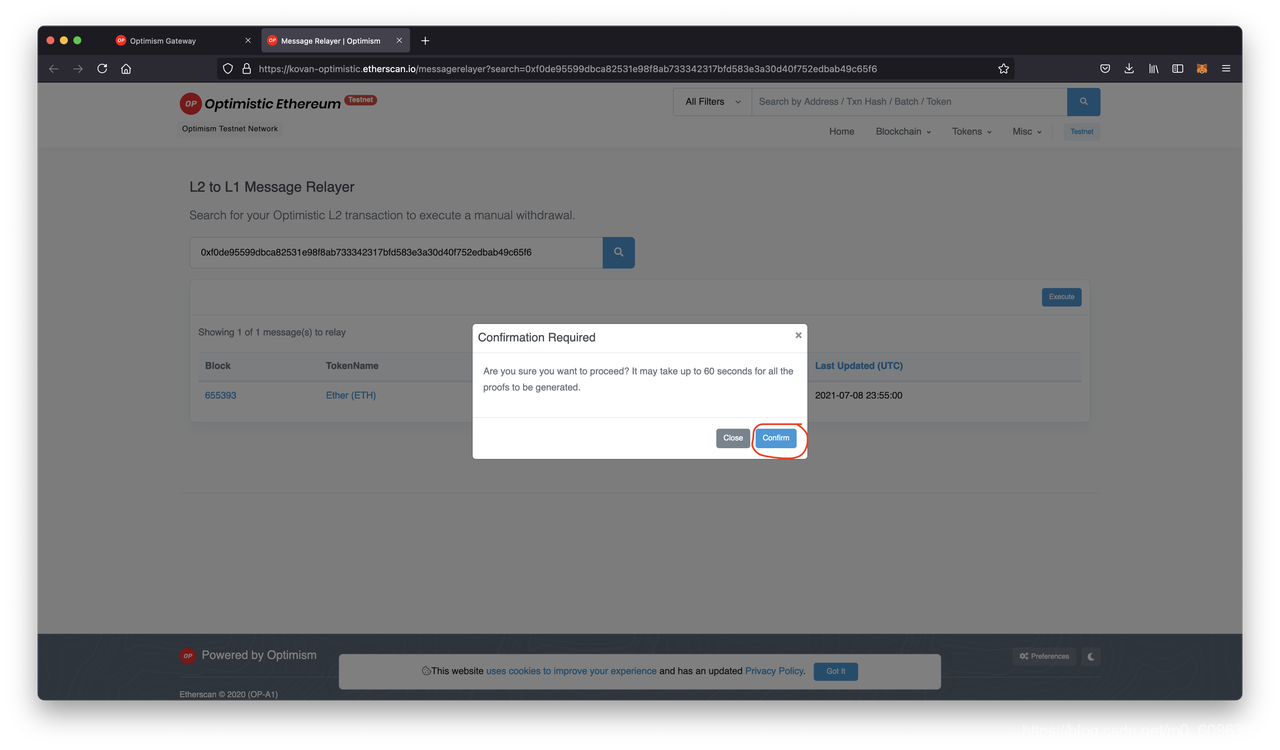 Optimism Gateway
Message Relayer | Optimism
https://kovan-optimistic.etherscan.io/messagerelayer?search=0xf0de95599dbca82531e98f8ab733342317bfd583e3a30d40f752edbab49c65f6
OP Optimistic Ethereum Testnet
Optimism Testnet Network
All Filters
Search by Address / Txn Hash / Batch / Token
Home Blockchain Tokens Misc Testnet
L2 to L1 Message Relayer
Search for your Optimistic L2 transaction to execute a manual withdrawal.
0xf0de95599dbca82531e98f8ab733342317bfd583e3a30d40f752edbab49c65f6
Execute
Showing 1 of 1 message(s) to relay
Block TokenName Last Updated (UTC)
655393 Ether (ETH) 2021-07-08 23:55:00
Confirmation Required
Are you sure you want to proceed? It may take up to 60 seconds for all the
proofs to be generated.
Close Confirm
OP Powered by Optimism
Preferences
This website uses cookies to improve your experience and has an updated Privacy Policy. Got It
Etherscan © 2020 (OP-A1)